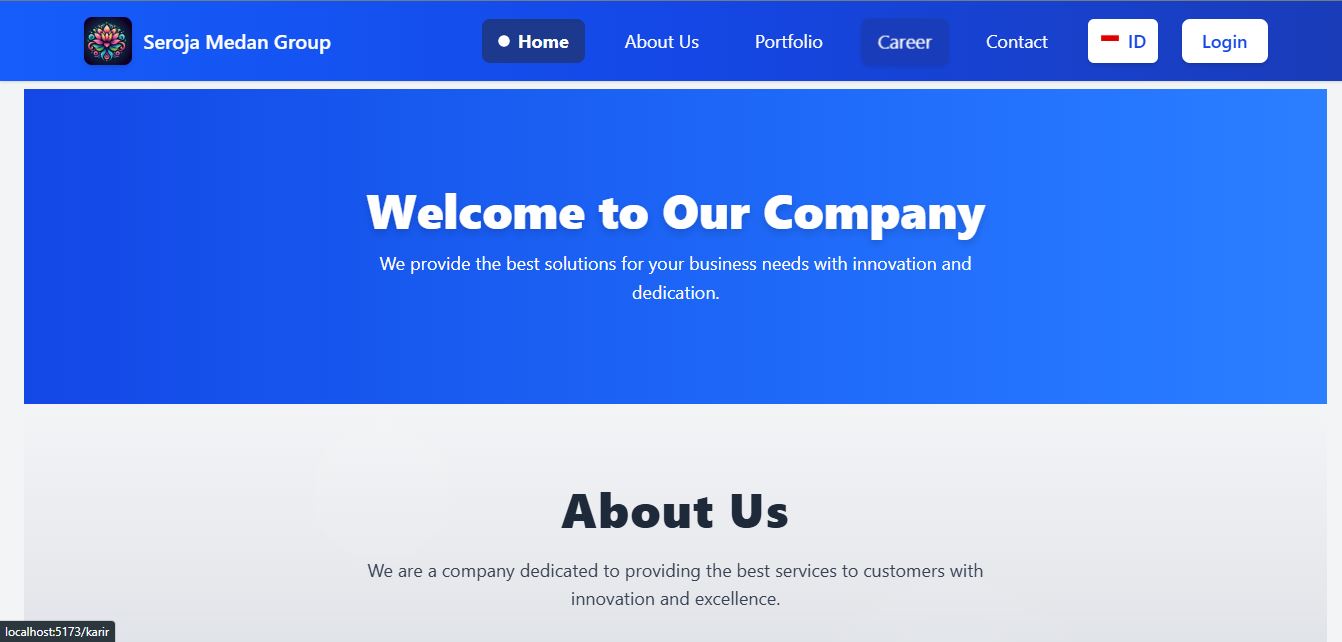 Seroja Medan Group
Home
About Us
Portfolio
Career
Contact
ID
Login
Welcome to Our Company
We provide the best solutions for your business needs with innovation and
dedication.
About Us
We are a company dedicated to providing the best services to customers with
innovation and excellence.
localhost:5173/karir